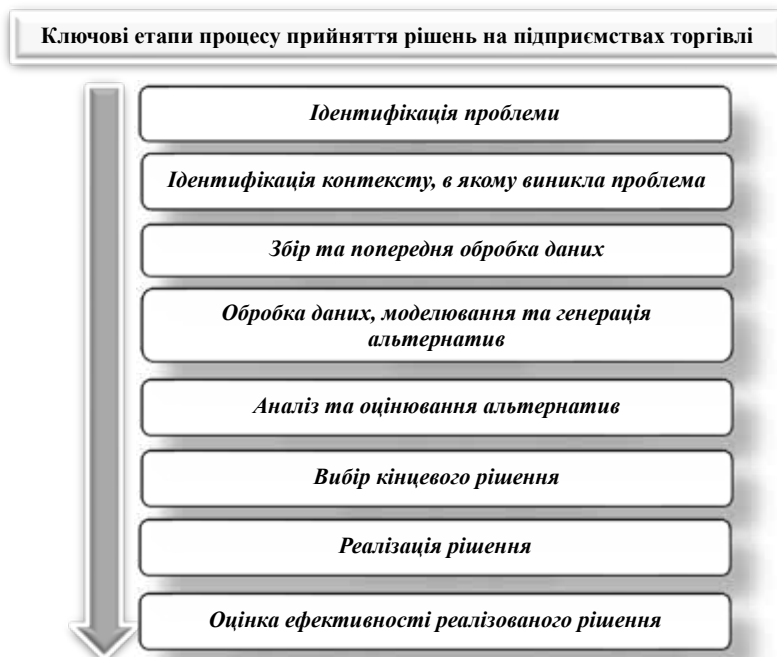 Ключові етапи процесу прийняття рішень на підприємствах торгівлі
Ідентифікація проблеми
Ідентифікація контексту, в якому виникла проблема
Збір та попередня обробка даних
Обробка даних, моделювання та генерація
альтернатив
Аналіз та оцінювання альтернатив
Вибір кінцевого рішення
Реалізація рішення
Оцінка ефективності реалізованого рішення